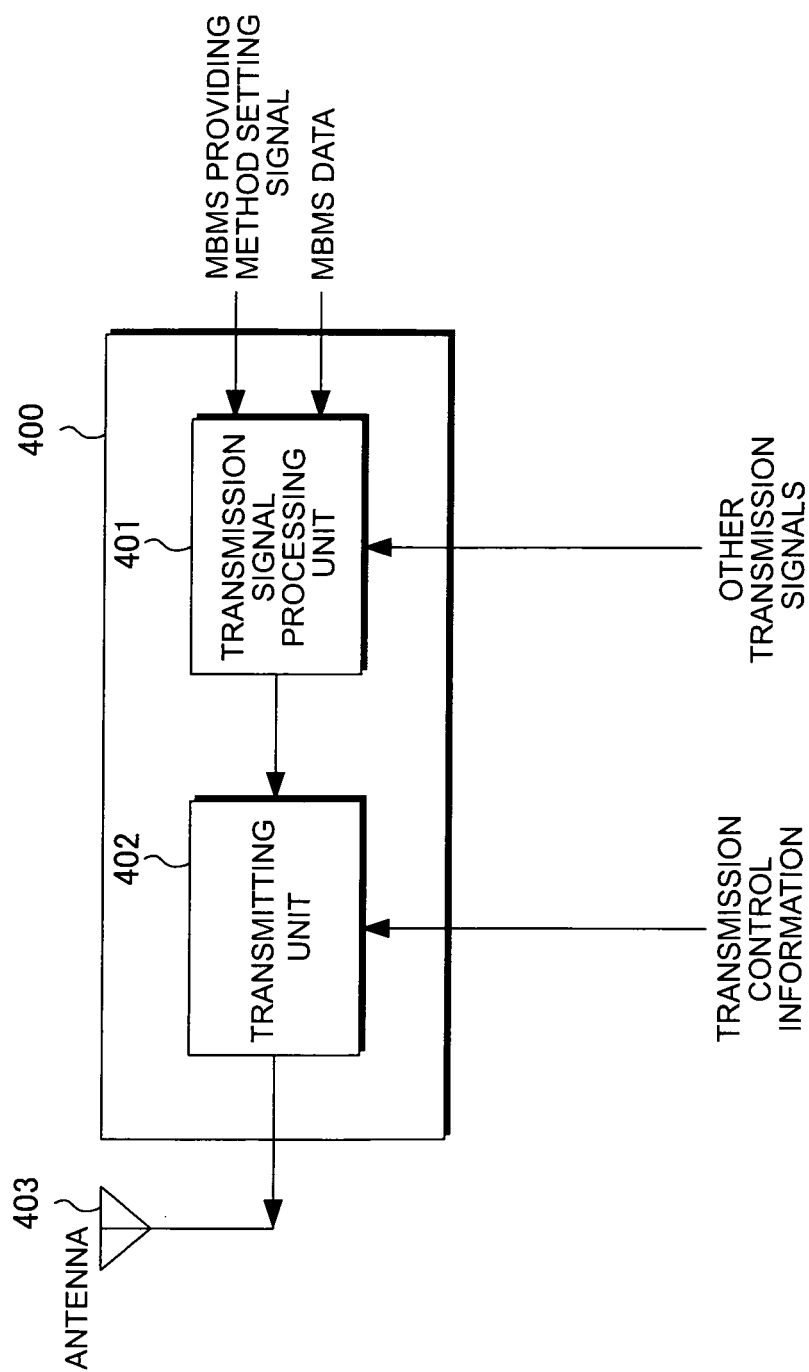 403
ANTENNA
402
TRANSMITTING
UNIT
401
TRANSMISSION
SIGNAL
PROCESSING
UNIT
400
MBMS PROVIDING
METHOD SETTING
SIGNAL
MBMS DATA
TRANSMISSION
CONTROL
INFORMATION
OTHER
TRANSMISSION
SIGNALS